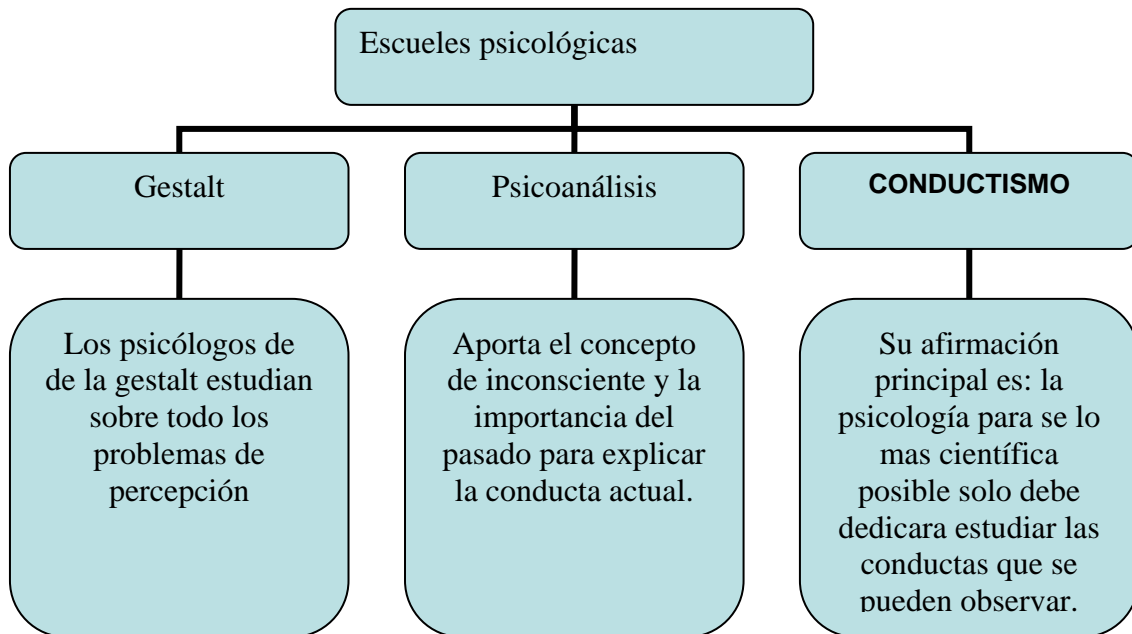 Escueles psicológicas
Gestalt
Psicoanálisis
CONDUCTISMO
Los psicólogos de
de la gestalt estudian
sobre todo los
problemas de
percepción
Aporta el concepto
de inconsciente y la
importancia del
pasado para explicar
la conducta actual.
Su afirmación
principal es: la
psicología para se lo
mas científica
posible solo debe
dedicara estudiar las
conductas que se
pueden observar.